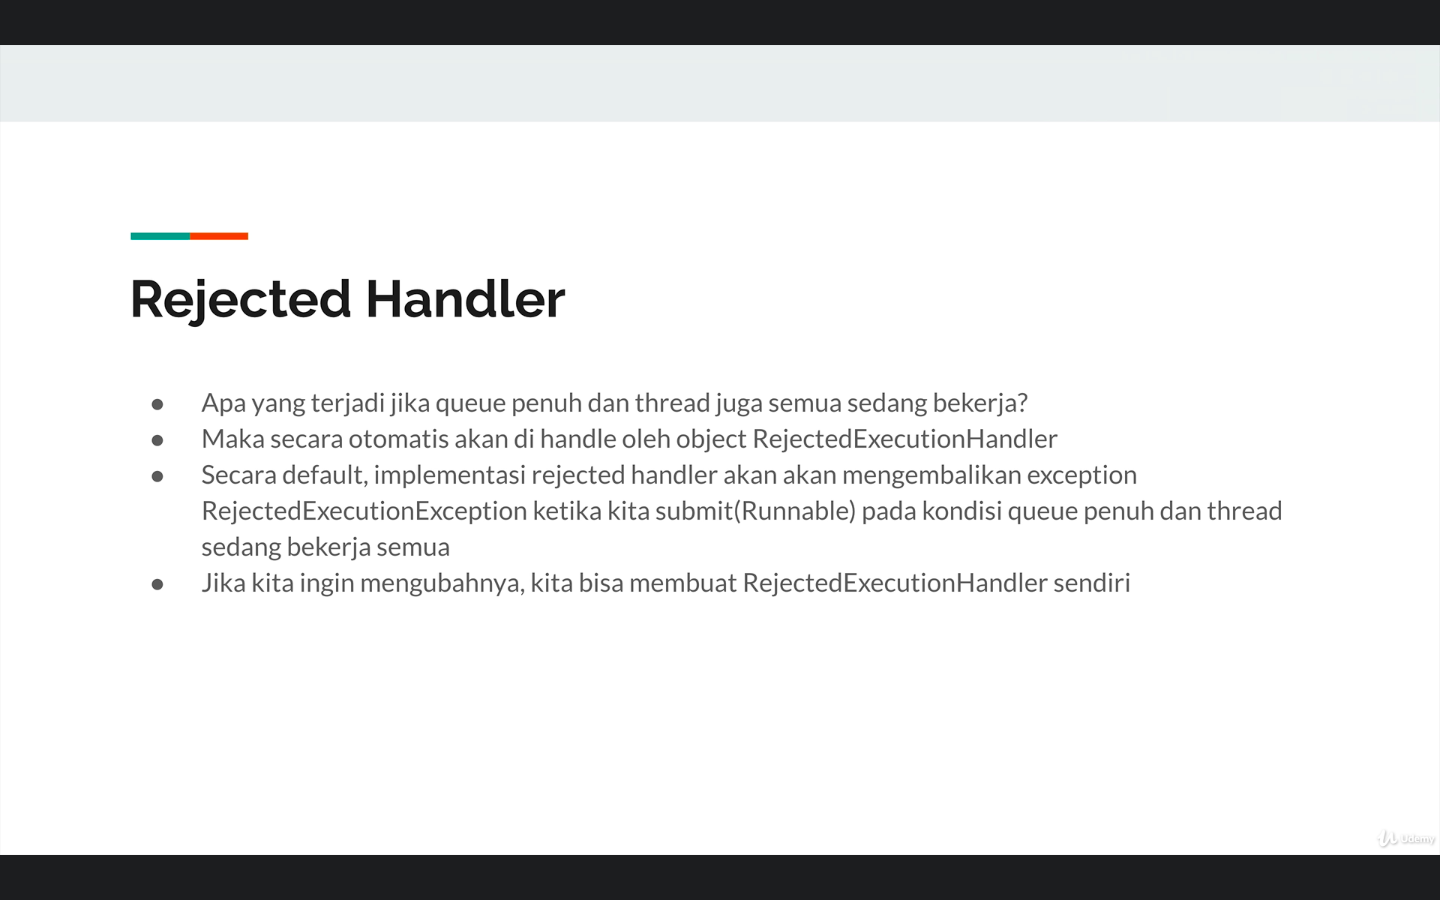 Rejected Handler
● Apa yang terjadi jika queue penuh dan thread juga semua sedang bekerja?
● Maka secara otomatis akan di handle oleh object RejectedExecutionHandler
● Secara default, implementasi rejected handler akan akan mengembalikan exception
RejectedExecutionException ketika kita submit(Runnable) pada kondisi queue penuh dan thread
sedang bekerja semua
● Jika kita ingin mengubahnya, kita bisa membuat RejectedExecutionHandler sendiri
Udemy